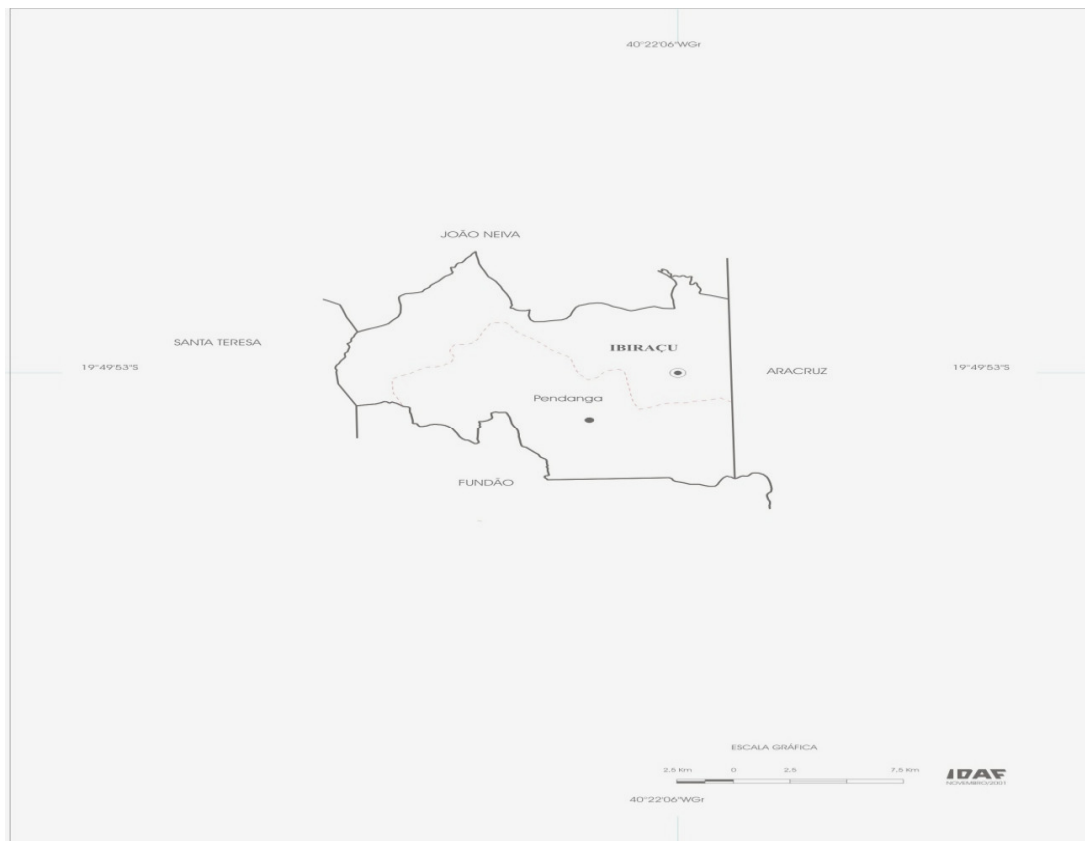 40°22'06"WGr
JOÃO NEIVA
SANTA TERESA
IBIRAÇU
19°49'53"S
19°49'53"S
ARACRUZ
Pendanga
FUNDÃO
ESCALA GRÁFICA
2.5 Km 0 2.5 7.5 Km
IDAF
NOVEMBRO/2001
40°22'06"WGr